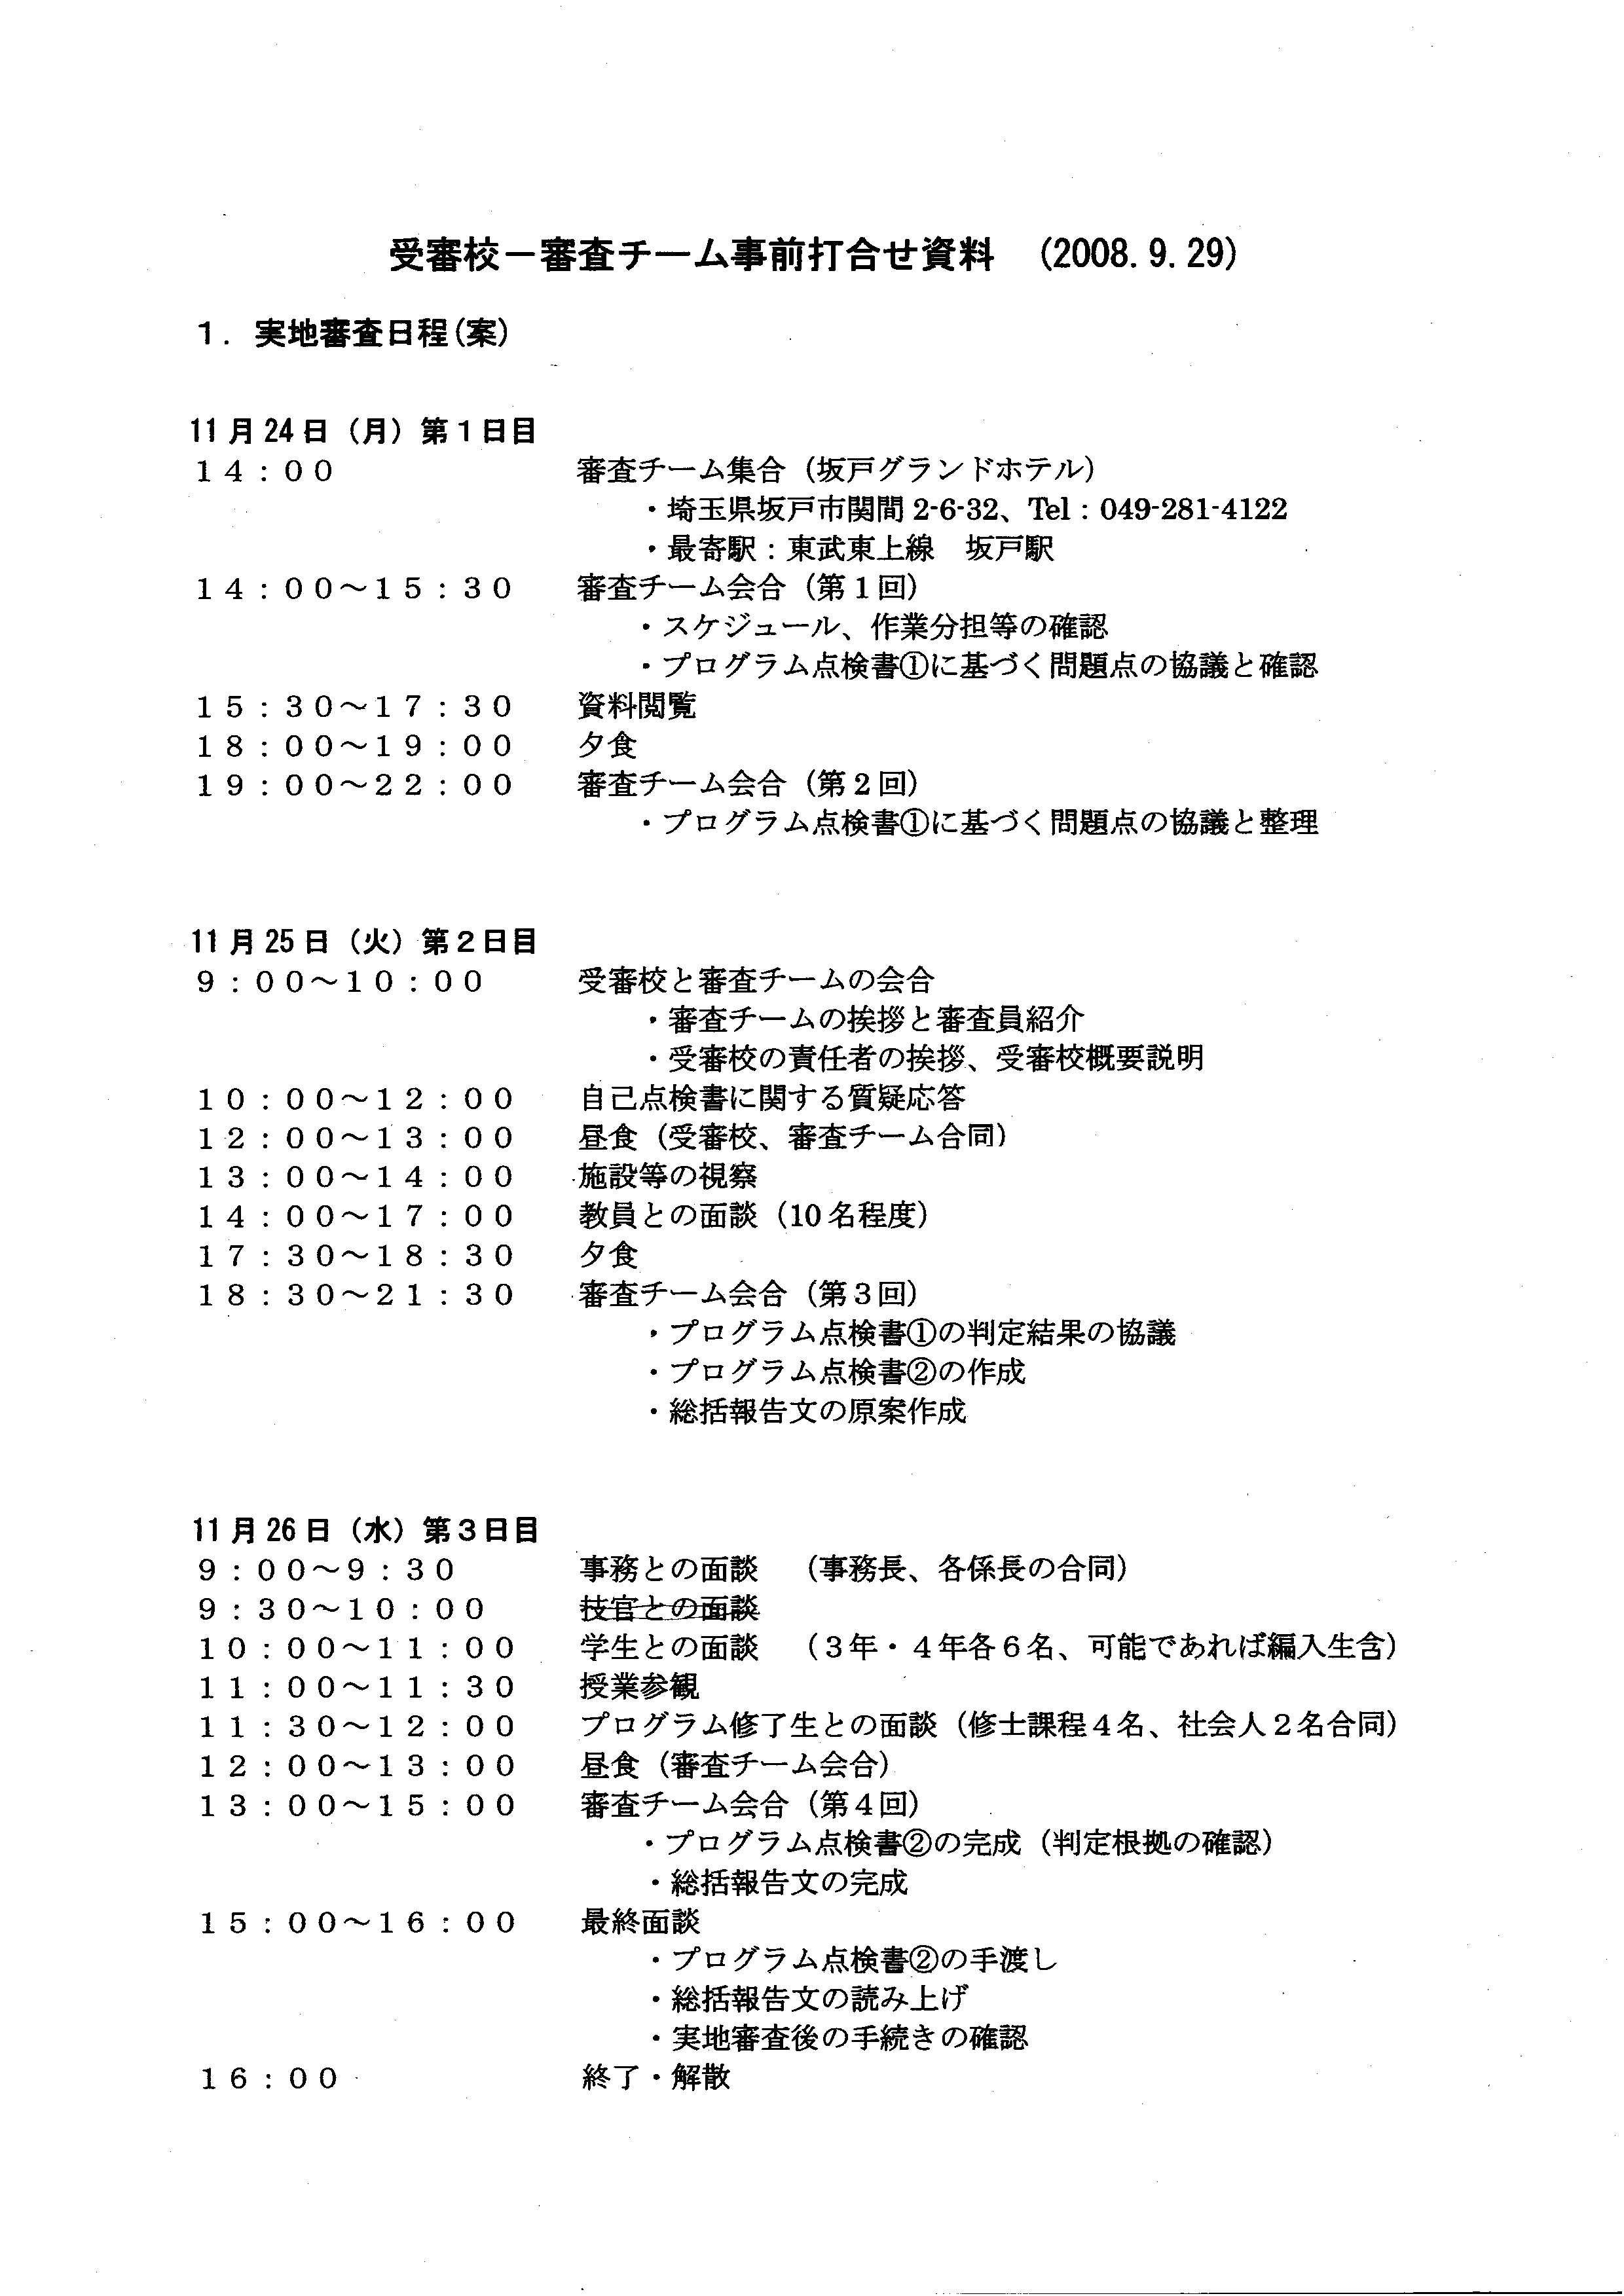 受審校－審査チーム事前打合せ資料　(2008. 9. 29)
１．実地審査日程(案)
11月24日（月）第１日目
１４：００　審査チーム集合（坂戸グランドホテル）
・埼玉県坂戸市関間2-6-32、Tel：049-281-4122
・最寄駅：東武東上線　坂戸駅
１４：００～１５：３０　審査チーム会合（第１回）
・スケジュール、作業分担等の確認
・プログラム点検書①に基づく問題点の協議と確認
１５：３０～１７：３０　資料閲覧
１８：００～１９：００　夕食
１９：００～２２：００　審査チーム会合（第２回）
・プログラム点検書①に基づく問題点の協議と整理
11月25日（火）第２日目
９：００～１０：００　受審校と審査チームの会合
・審査チームの挨拶と審査員紹介
・受審校の責任者の挨拶、受審校概要説明
１０：００～１２：００　自己点検書に関する質疑応答
１２：００～１３：００　昼食（受審校、審査チーム合同）
１３：００～１４：００　施設等の視察
１４：００～１７：００　教員との面談（10名程度）
１７：３０～１８：３０　夕食
１８：３０～２１：３０　審査チーム会合（第３回）
・プログラム点検書①の判定結果の協議
・プログラム点検書②の作成
・総括報告文の原案作成
11月26日（水）第３日目
９：００～９：３０　事務との面談　（事務長、各係長の合同）
９：３０～１０：００　技官との面談
１０：００～１１：００　学生との面談　（３年・４年各６名、可能であれば編入生含）
１１：００～１１：３０　授業参観
１１：３０～１２：００　プログラム修了生との面談（修士課程４名、社会人２名合同）
１２：００～１３：００　昼食（審査チーム会合）
１３：００～１５：００　審査チーム会合（第４回）
・プログラム点検書②の完成（判定根拠の確認）
・総括報告文の完成
１５：００～１６：００　最終面談
・プログラム点検書②の手渡し
・総括報告文の読み上げ
・実地審査後の手続きの確認
１６：００　終了・解散